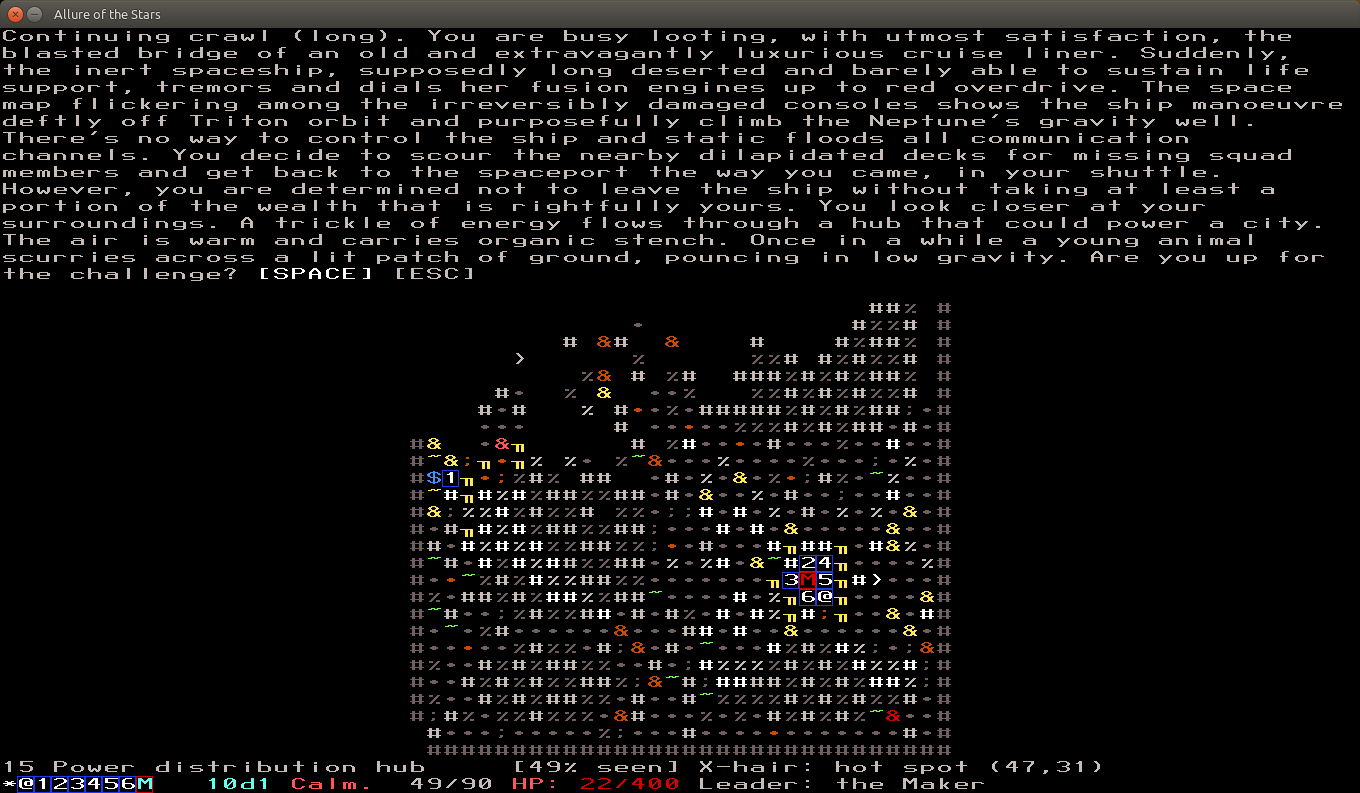 Allure of the Stars
Continuing crawl (long). You are busy looting, with utmost satisfaction, the
blasted bridge of an old and extravagantly luxurious cruise liner. Suddenly,
the inert spaceship, supposedly long deserted and barely able to sustain life
support, tremors and dials her fusion engines up to red overdrive. The space
map flickering among the irreversibly damaged consoles shows the ship manoeuvre
deftly off Triton orbit and purposefully climb the Neptune's gravity well.
There's no way to control the ship and static floods all communication
channels. You decide to scour the nearby dilapidated decks for missing squad
members and get back to the spaceport the way you came, in your shuttle.
However, you are determined not to leave the ship without taking at least a
portion of the wealth that is rightfully yours. You look closer at your
surroundings. A trickle of energy flows through a hub that could power a city.
The air is warm and carries organic stench. Once in a while a young animal
scurries across a lit patch of ground, pouncing in low gravity. Are you up for
the challenge? [SPACE] [ESC]
$1
24
3M5
6@
15 Power distribution hub [49% seen] X-hair: hot spot (47,31)
*@123456M 10d1 Calm. 49/90 HP: 22/400 Leader: the Maker